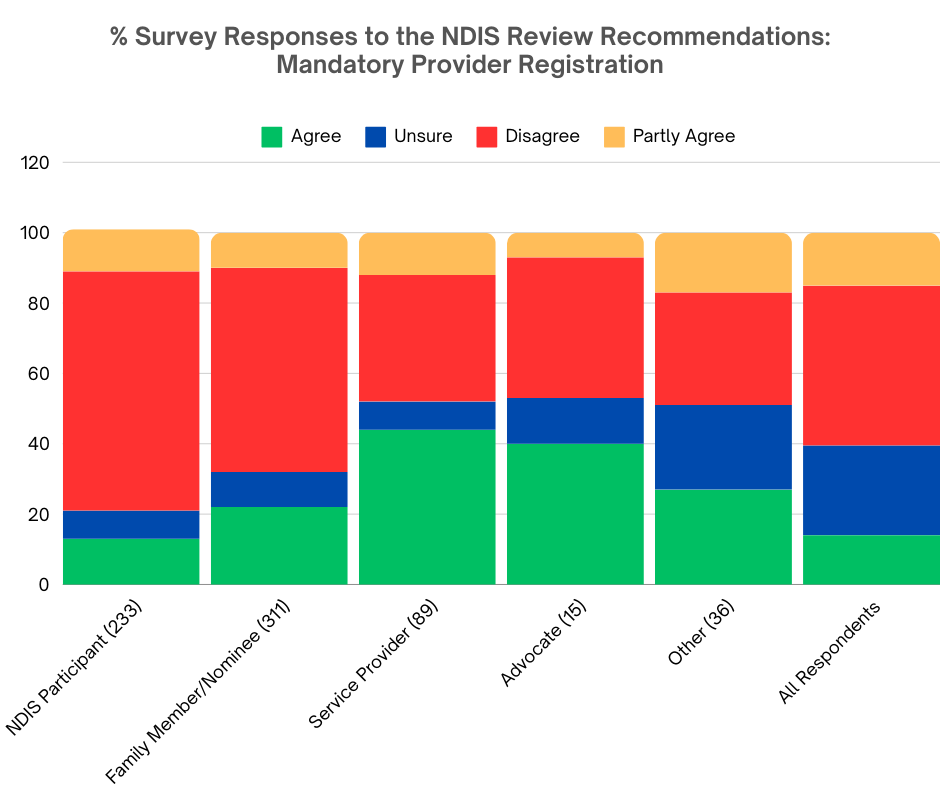 % Survey Responses to the NDIS Review Recommendations:
Mandatory Provider Registration
Agree Unsure Disagree Partly Agree
120
100
80
60
40
20
0
NDIS Participant (233)
Family Member/Nominee (311)
Service Provider (89)
Advocate (15)
Other (36)
All Respondents